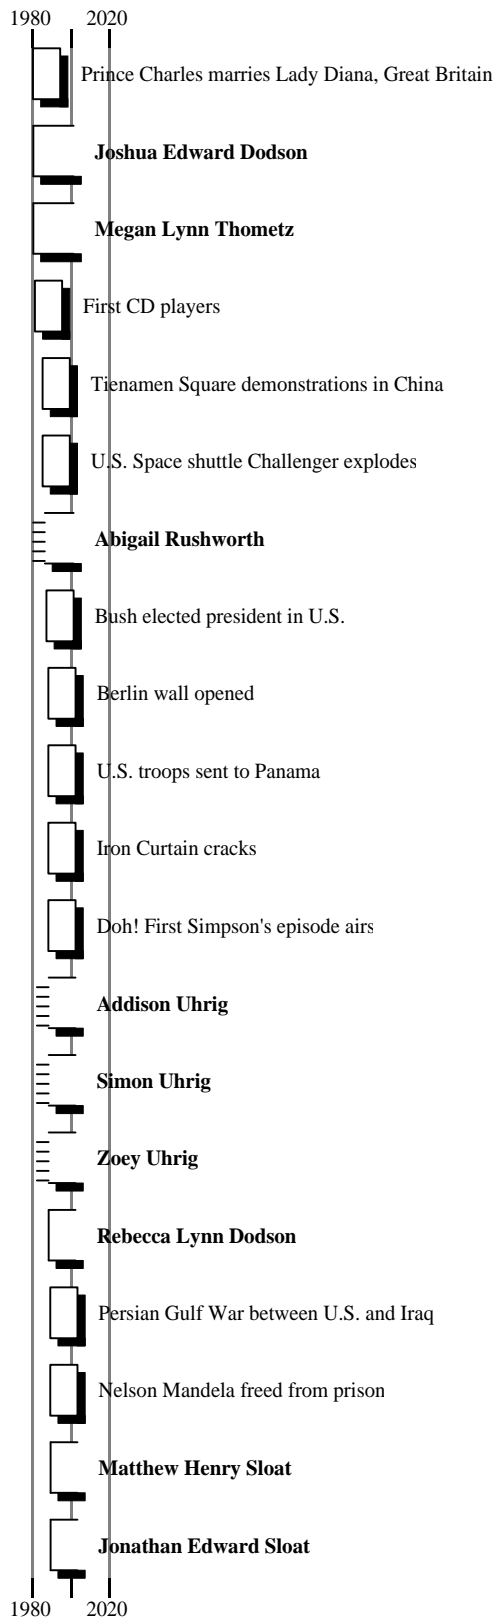 1980 2020
Prince Charles marries Lady Diana, Great Britain
Joshua Edward Dodson
Megan Lynn Thometz
First CD players
Tienamen Square demonstrations in China
U.S. Space shuttle Challenger explodes
Abigail Rushworth
Bush elected president in U.S.
Berlin wall opened
U.S. troops sent to Panama
Iron Curtain cracks
Doh! First Simpson's episode airs
Addison Uhrig
Simon Uhrig
Zoey Uhrig
Rebecca Lynn Dodson
Persian Gulf War between U.S. and Iraq
Nelson Mandela freed from prison
Matthew Henry Sloat
Jonathan Edward Sloat
1980 2020